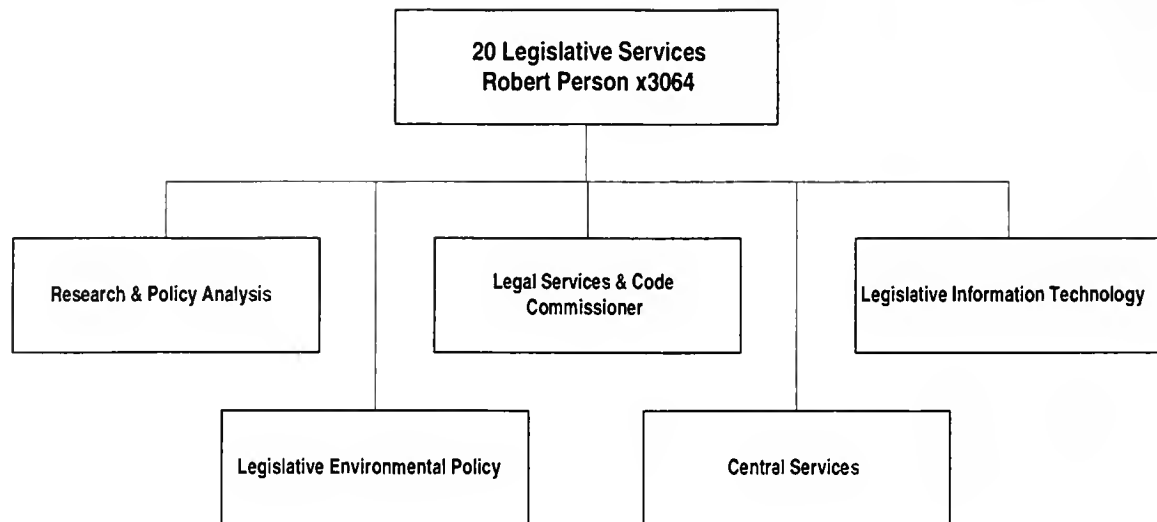 20 Legislative Services
Robert Person x3064
Research & Policy Analysis
Legal Services & Code
Commissioner
Legislative Information Technology
Legislative Environmental Policy
Central Services